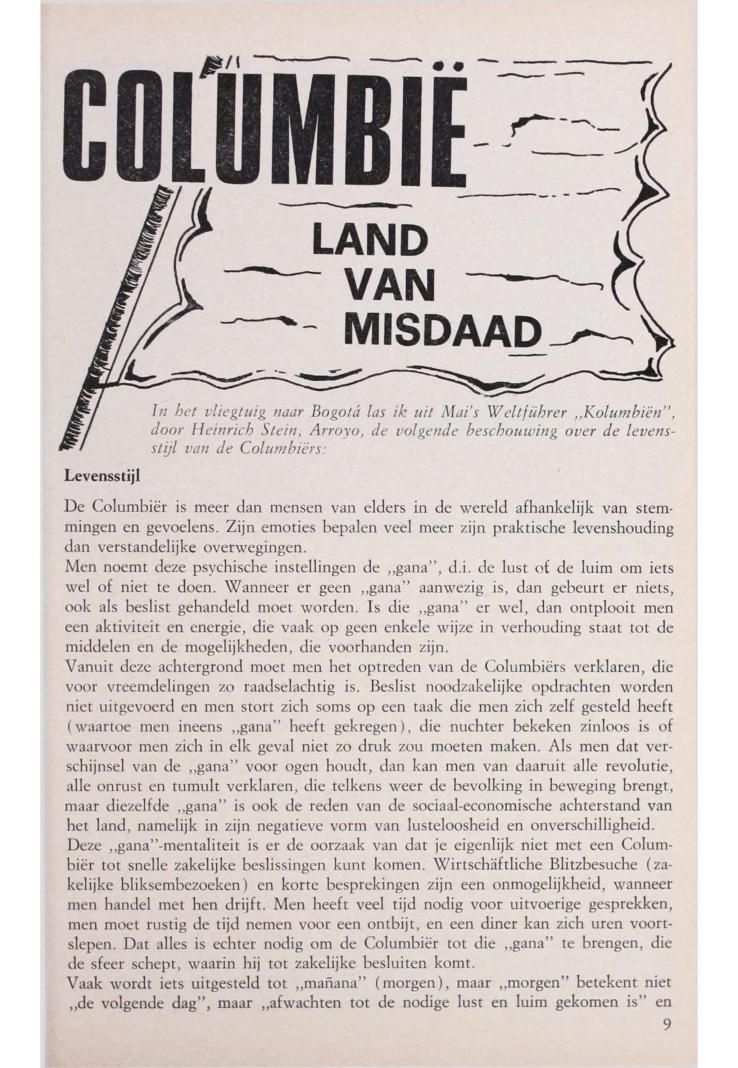 COLUMBIË
LAND
VAN
MISDAAD
In het vliegtuig naar Bogotá las ik uit Mai's Weltführer „Kolumbiën”,
door Heinrich Stein, Arroyo, de volgende beschouwing over de levens-
stijl van de Columbiërs:
Levensstijl
De Columbiër is meer dan mensen van elders in de wereld afhankelijk van stem-
mingen en gevoelens. Zijn emoties bepalen veel meer zijn praktische levenshouding
dan verstandelijke overwegingen.
Men noemt deze psychische instellingen de „gana”, d.i. de lust of de luim om iets
wel of niet te doen. Wanneer er geen „gana” aanwezig is, dan gebeurt er niets,
ook als beslist gehandeld moet worden. Is die „gana” er wel, dan ontplooit men
een aktiviteit en energie, die vaak op geen enkele wijze in verhouding staat tot de
middelen en de mogelijkheden, die voorhanden zijn.
Vanuit deze achtergrond moet men het optreden van de Columbiërs verklaren, die
voor vreemdelingen zo raadselachtig is. Beslist noodzakelijke opdrachten worden
niet uitgevoerd en men stort zich soms op een taak die men zich zelf gesteld heeft
(waartoe men ineens „gana” heeft gekregen), die nuchter bekeken zinloos is of
waarvoor men zich in elk geval niet zo druk zou moeten maken. Als men dat ver-
schijnsel van de „gana” voor ogen houdt, dan kan men van daaruit alle revolutie,
alle onrust en tumult verklaren, die telkens weer de bevolking in beweging brengt,
maar diezelfde „gana” is ook de reden van de sociaal-economische achterstand van
het land, namelijk in zijn negatieve vorm van lusteloosheid en onverschilligheid.
Deze „gana”-mentaliteit is er de oorzaak van dat je eigenlijk niet met een Colum-
biër tot snelle zakelijke beslissingen kunt komen. Wirtschäftliche Blitzbesuche (za-
kelijke bliksembezoeken) en korte besprekingen zijn een onmogelijkheid, wanneer
men handel met hen drijft. Men heeft veel tijd nodig voor uitvoerige gesprekken,
men moet rustig de tijd nemen voor een ontbijt, en een diner kan zich uren voort-
slepen. Dat alles is echter nodig om de Columbiër tot die „gana” te brengen, die
de sfeer schept, waarin hij tot zakelijke besluiten komt.
Vaak wordt iets uitgesteld tot „mañana” (morgen), maar „morgen” betekent niet
„de volgende dag”, maar „afwachten tot de nodige lust en luim gekomen is” en
9